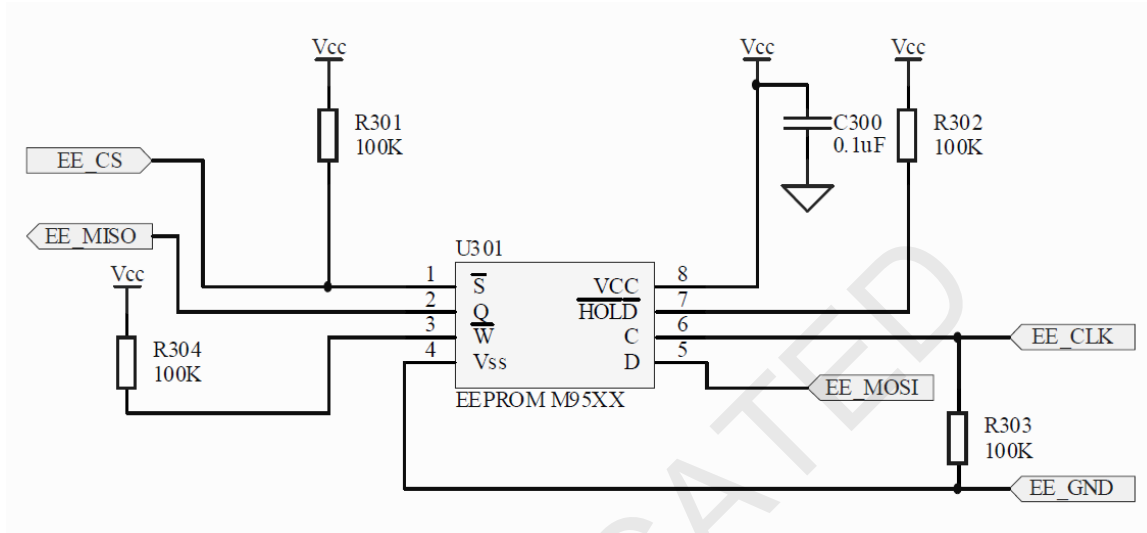 Vcc
Vcc
Vcc
R301
100K
C300
0.1uF
R302
100K
EE_CS
EE_MISO
U301
Vcc
1
S
VCC
8
2
Q
HOLD
7
3
W
C
6
EE_CLK
4
Vss
D
5
R304
100K
EE_MOSI
EEPROM M95XX
R303
100K
EE_GND